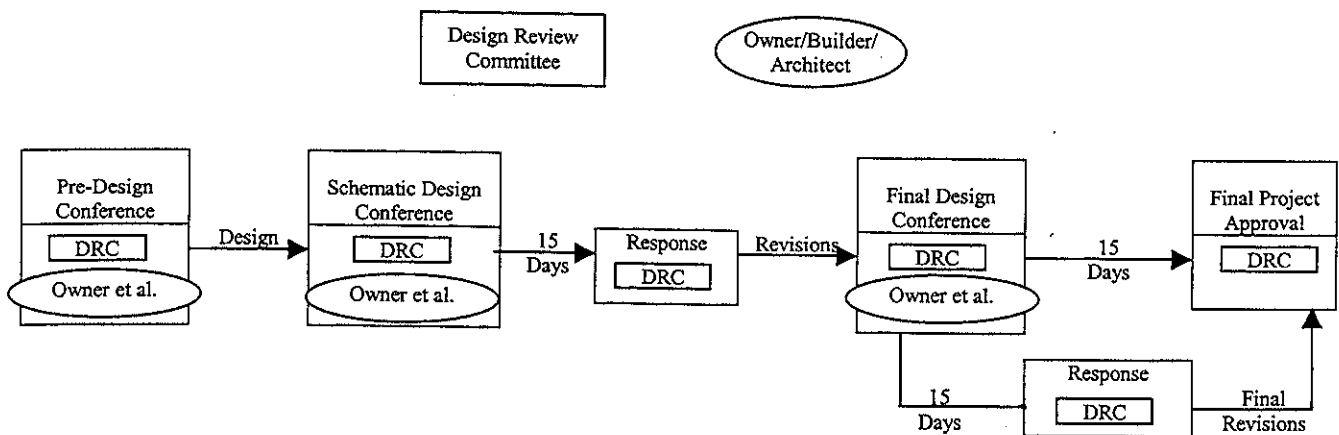 Design Review
Committee
Owner/Builder/
Architect
Pre-Design
Conference
DRC
Owner et al.
Design
Schematic Design
Conference
DRC
Owner et al.
15
Days
Response
DRC
Revisions
Final Design
Conference
DRC
Owner et al.
15
Days
Final Project
Approval
DRC
15
Days
Response
DRC
Final
Revisions